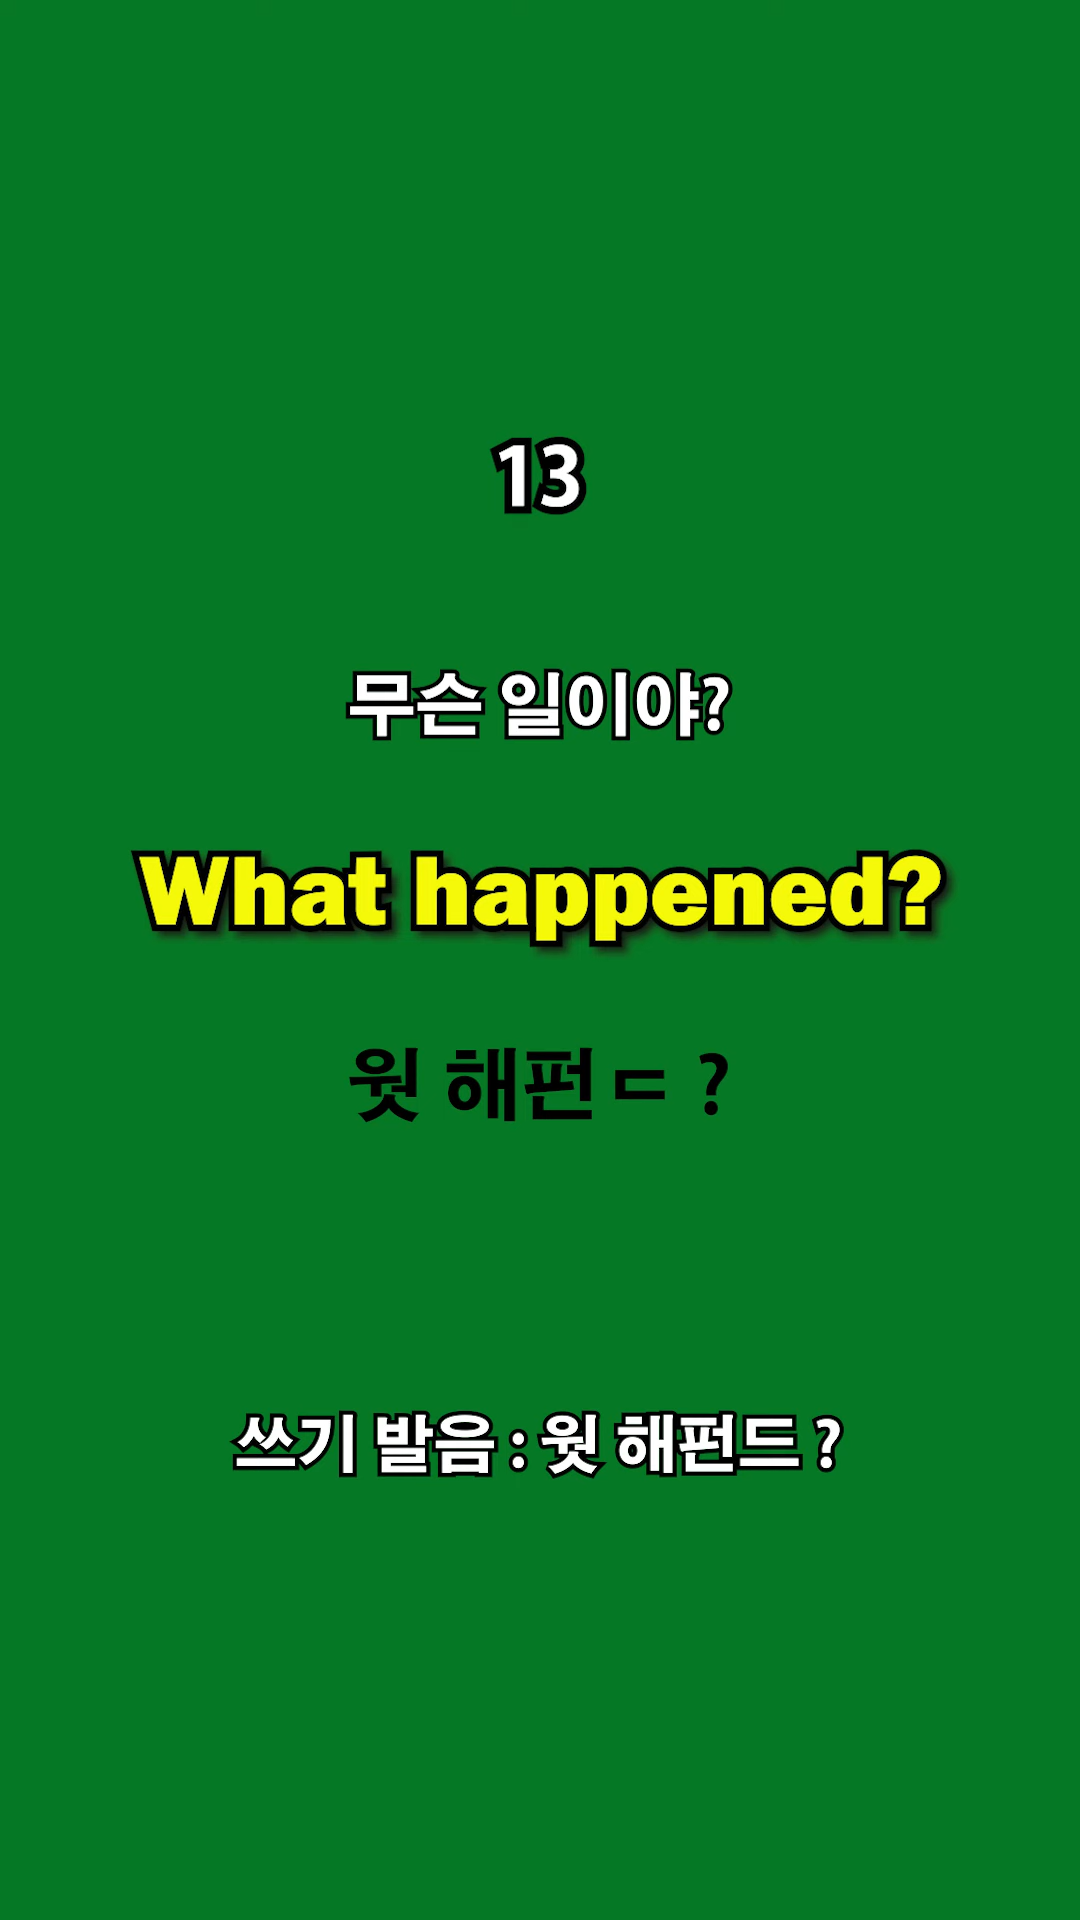 13
무슨 일이야?
What happened?
웟 해펀ㄷ ?
쓰기 발음 : 웟 해펀드 ?